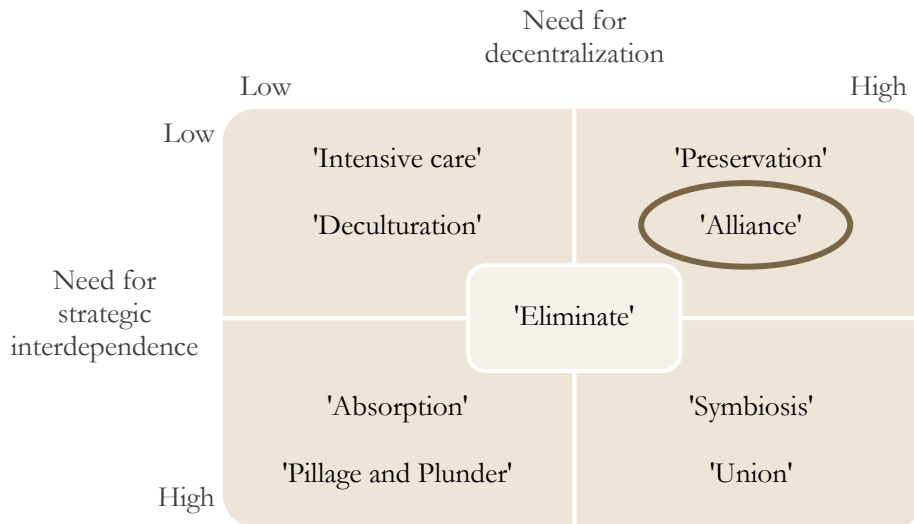 Need for
decentralization
Low
High
Low
'Intensive care'
'Preservation'
'Deculturation'
'Alliance'
Need for
strategic
interdependence
'Eliminate'
'Absorption'
'Symbiosis'
'Pillage and Plunder'
'Union'
High